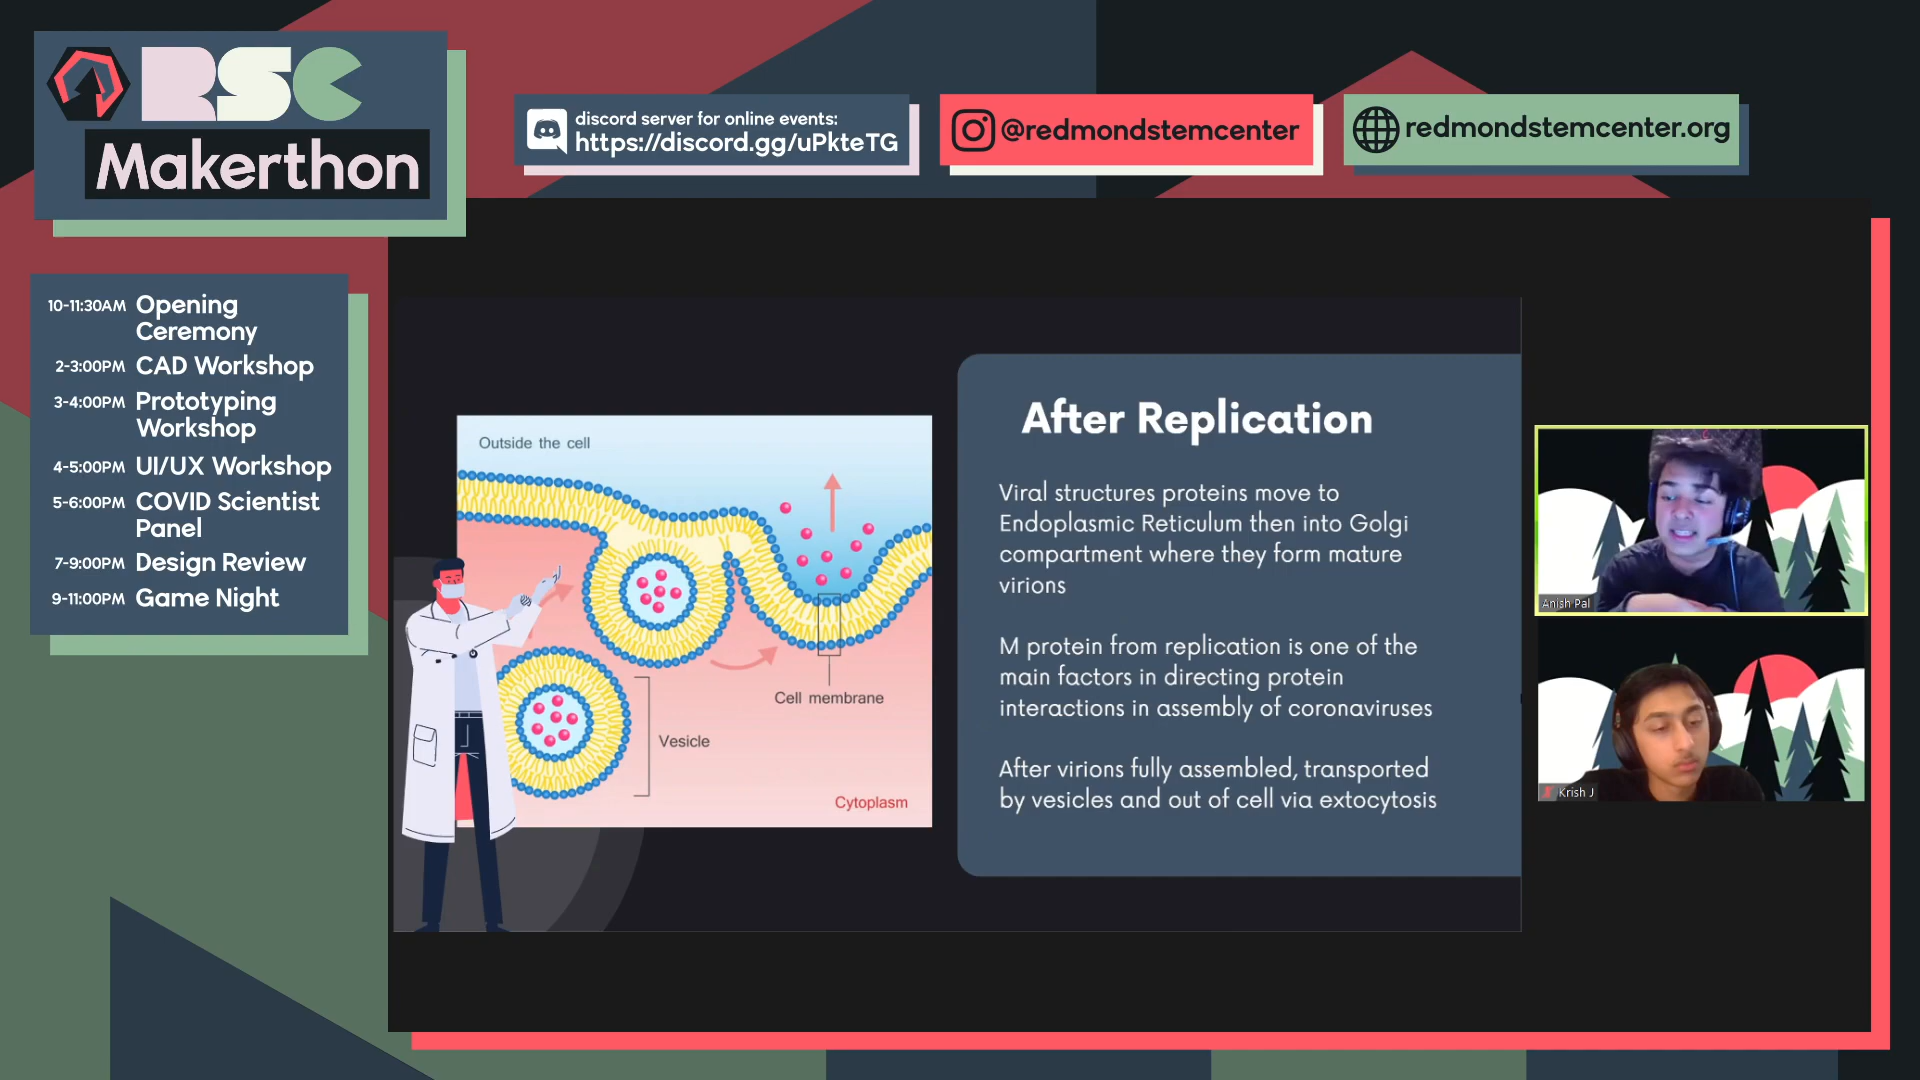 RSC
Makerthon
discord server for online events:
https://discord.gg/uPkteTG
@redmondstemcenter
redmondstemcenter.org
10-11:30AM Opening
Ceremony
2-3:00PM CAD Workshop
3-4:00PM Prototyping
Workshop
4-5:00PM UI/UX Workshop
5-6:00PM COVID Scientist
Panel
7-9:00PM Design Review
9-11:00PM Game Night
Outside the cell
Cell membrane
Vesicle
Cytoplasm
After Replication
Viral structures proteins move to
Endoplasmic Reticulum then into Golgi
compartment where they form mature
virions
M protein from replication is one of the
main factors in directing protein
interactions in assembly of coronaviruses
After virions fully assembled, transported
by vesicles and out of cell via extocytosis
Anish Pal
Krish J